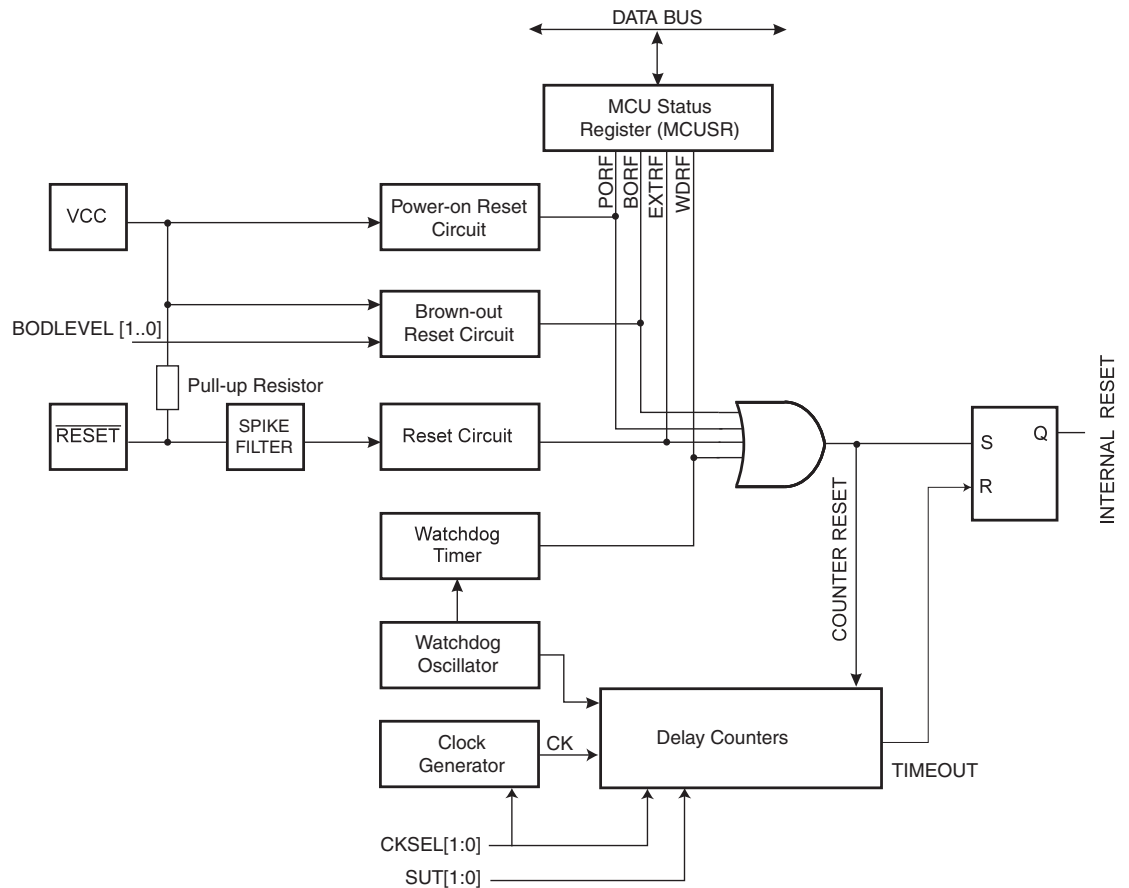 DATA BUS
MCU Status
Register (MCUSR)
PORF
BORF
EXTRF
WDRF
VCC
Power-on Reset
Circuit
BODLEVEL [1..0]
Brown-out
Reset Circuit
Pull-up Resistor
RESET
SPIKE
FILTER
Reset Circuit
S
Q
R
INTERNAL RESET
Watchdog
Timer
COUNTER RESET
Watchdog
Oscillator
Clock
Generator
CK
Delay Counters
TIMEOUT
CKSEL[1:0]
SUT[1:0]